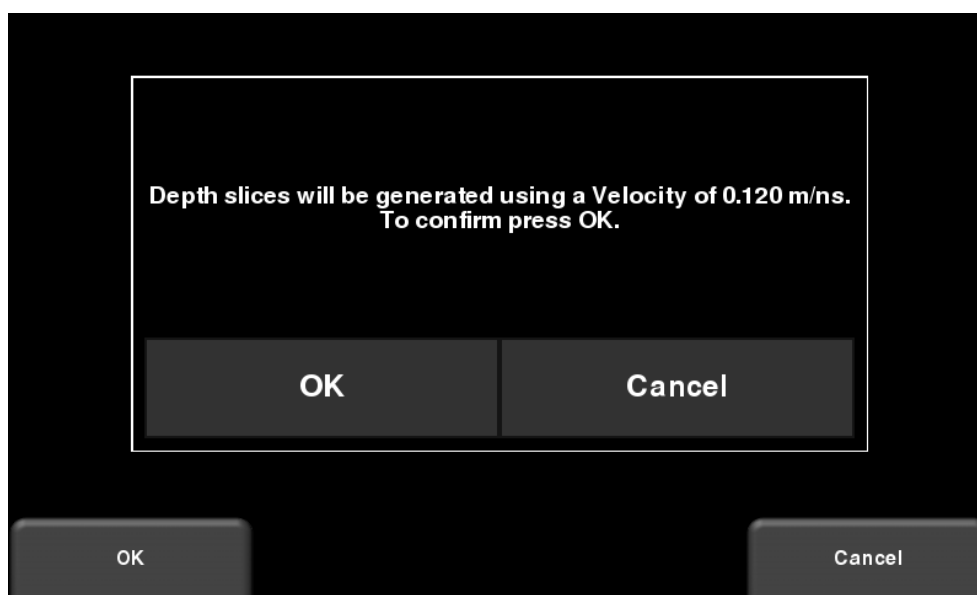 Depth slices will be generated using a Velocity of 0.120 m/ns.
To confirm press OK.
OK
Cancel
OK
Cancel